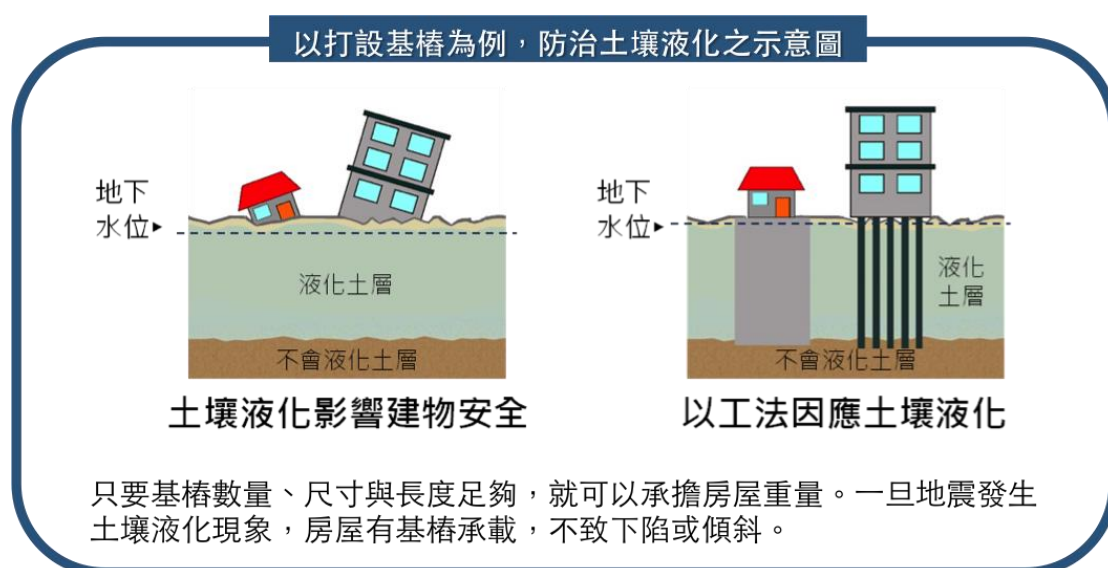 以打設基樁為例，防治土壤液化之示意圖
地下
水位▸
液化土層
不會液化土層
土壤液化影響建物安全
地下
水位▸
液化
土層
不會液化土層
以工法因應土壤液化
只要基樁數量、尺寸與長度足夠，就可以承擔房屋重量。一旦地震發生
土壤液化現象，房屋有基樁承載，不致下陷或傾斜。